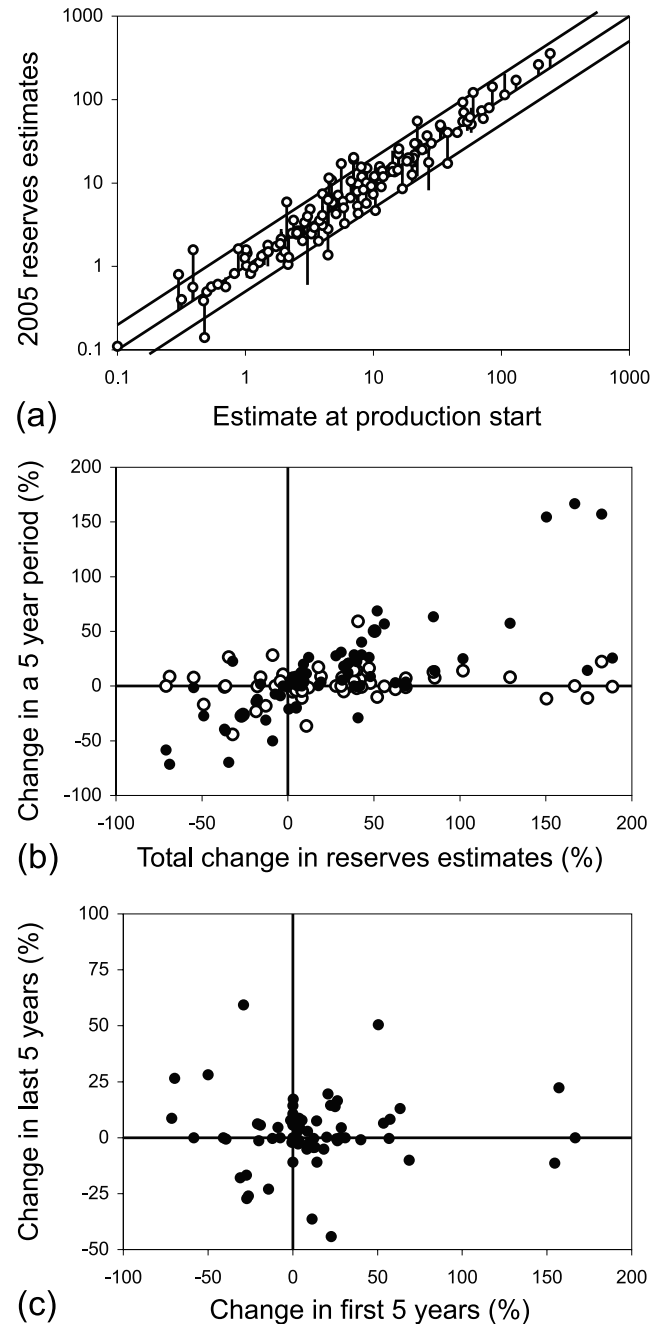 1000
100
10
1
0.1
2005 reserves estimates
0.1 1 10 100 1000
(a) Estimate at production start
200
150
100
50
0
-50
-100
Change in a 5 year period (%)
-100 -50 0 50 100 150 200
(b) Total change in reserves estimates (%)
100
75
50
25
0
-25
-50
Change in last 5 years (%)
-100 -50 0 50 100 150 200
(c) Change in first 5 years (%)